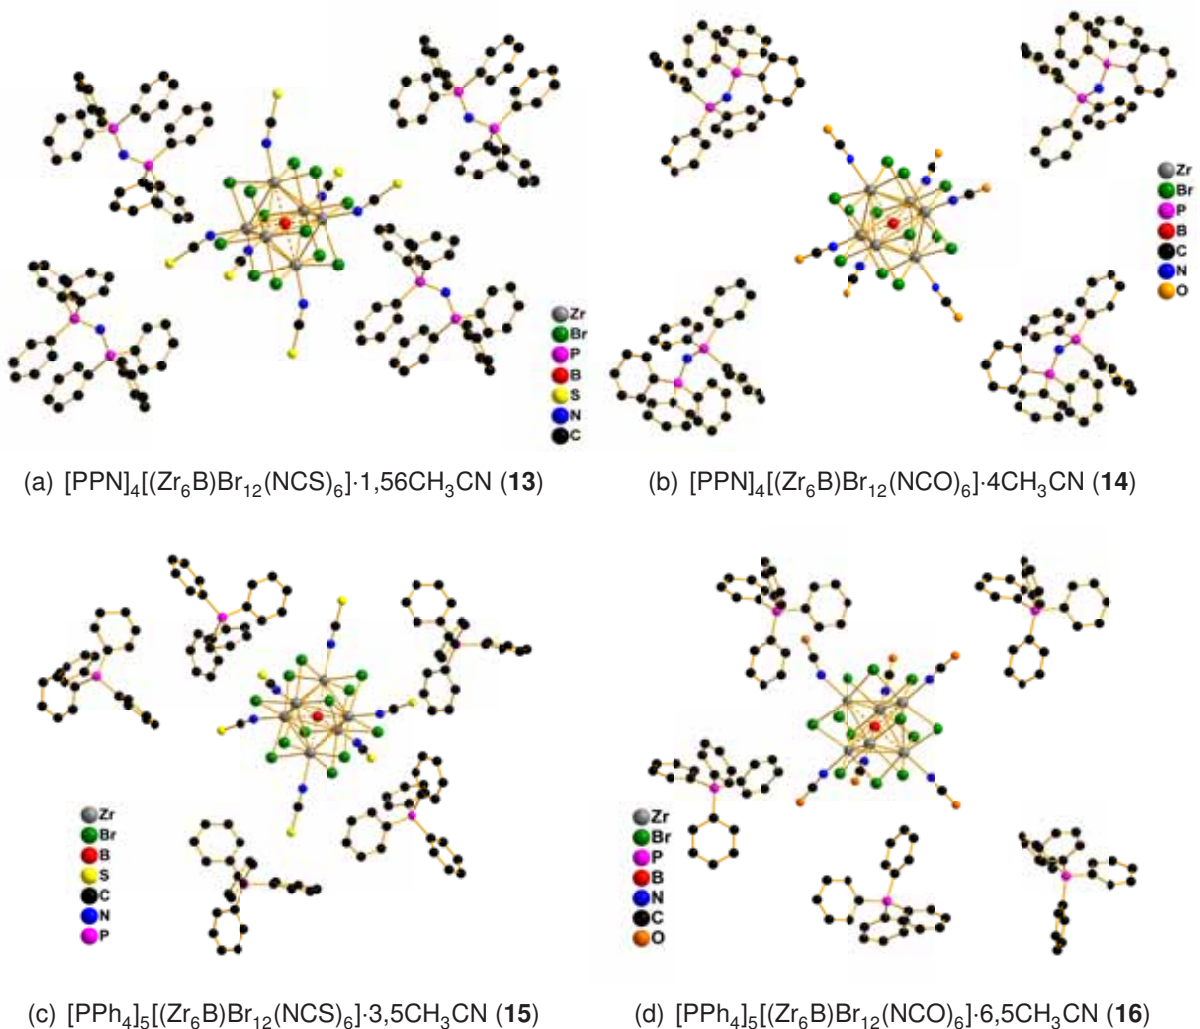 Zr
Br
P
B
S
N
C
Zr
Br
P
B
C
N
O
(a) [PPN]₄[(Zr₆B)Br₁₂(NCS)₆]·1,56CH₃CN (13)
(b) [PPN]₄[(Zr₆B)Br₁₂(NCO)₆]·4CH₃CN (14)
Zr
Br
B
S
C
N
P
Zr
Br
P
B
N
C
O
(c) [PPh₄]₅[(Zr₆B)Br₁₂(NCS)₆]·3,5CH₃CN (15)
(d) [PPh₄]₅[(Zr₆B)Br₁₂(NCO)₆]·6,5CH₃CN (16)